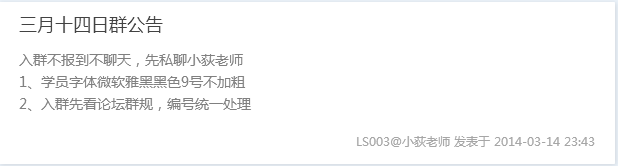 三月十四日群公告
入群不报到不聊天，先私聊小荻老师
1、学员字体微软雅黑黑色9号不加粗
2、入群先看论坛群规，编号统一处理
LS003@小荻老师 发表于 2014-03-14 23:43